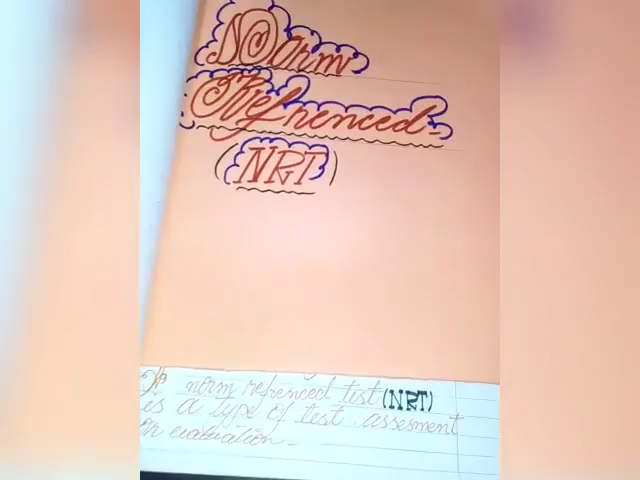 Norm
Refrenced-
(NRT)
norm refrenced test (NRT)
is a type of test assesment
or evaluation -